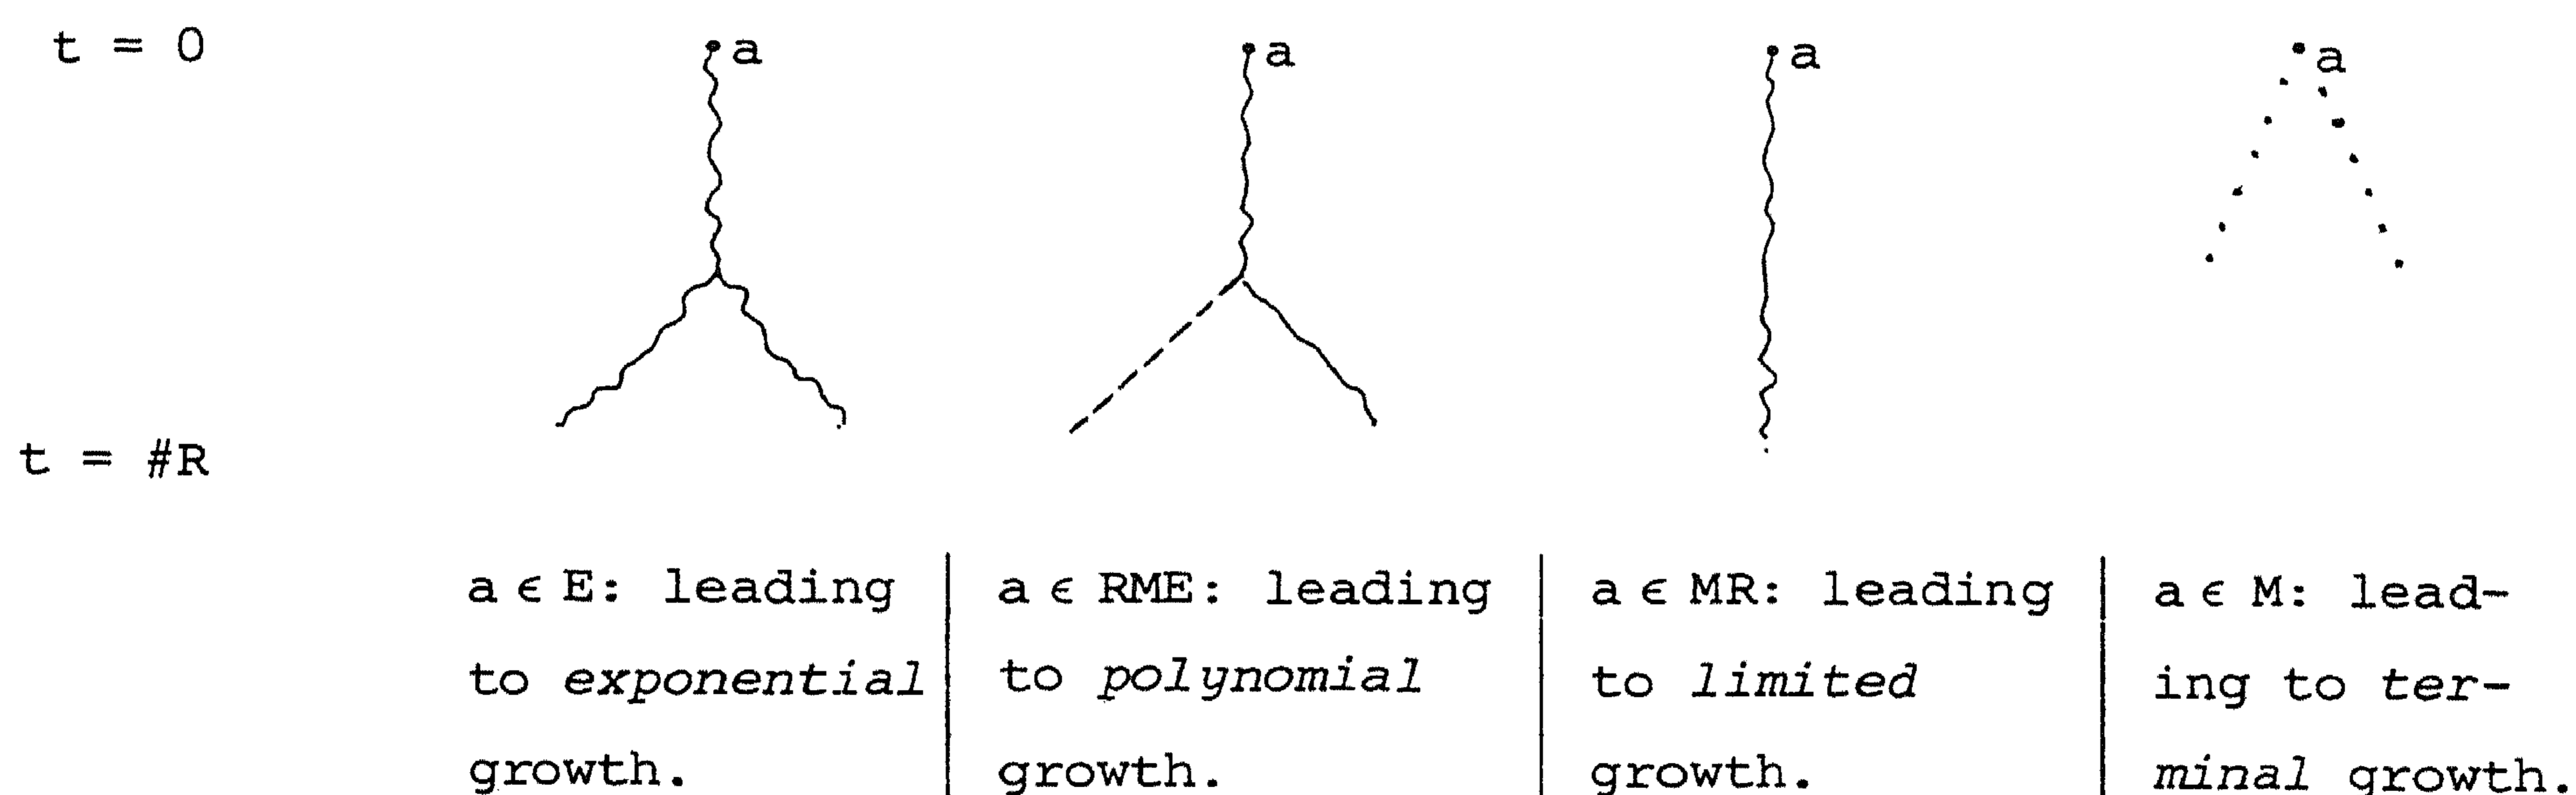 t = 0
a
a
a
a
t = #R
a ∈ E: leading
to exponential
growth.
a ∈ RME: leading
to polynomial
growth.
a ∈ MR: leading
to limited
growth.
a ∈ M: lead-
ing to ter-
minal growth.